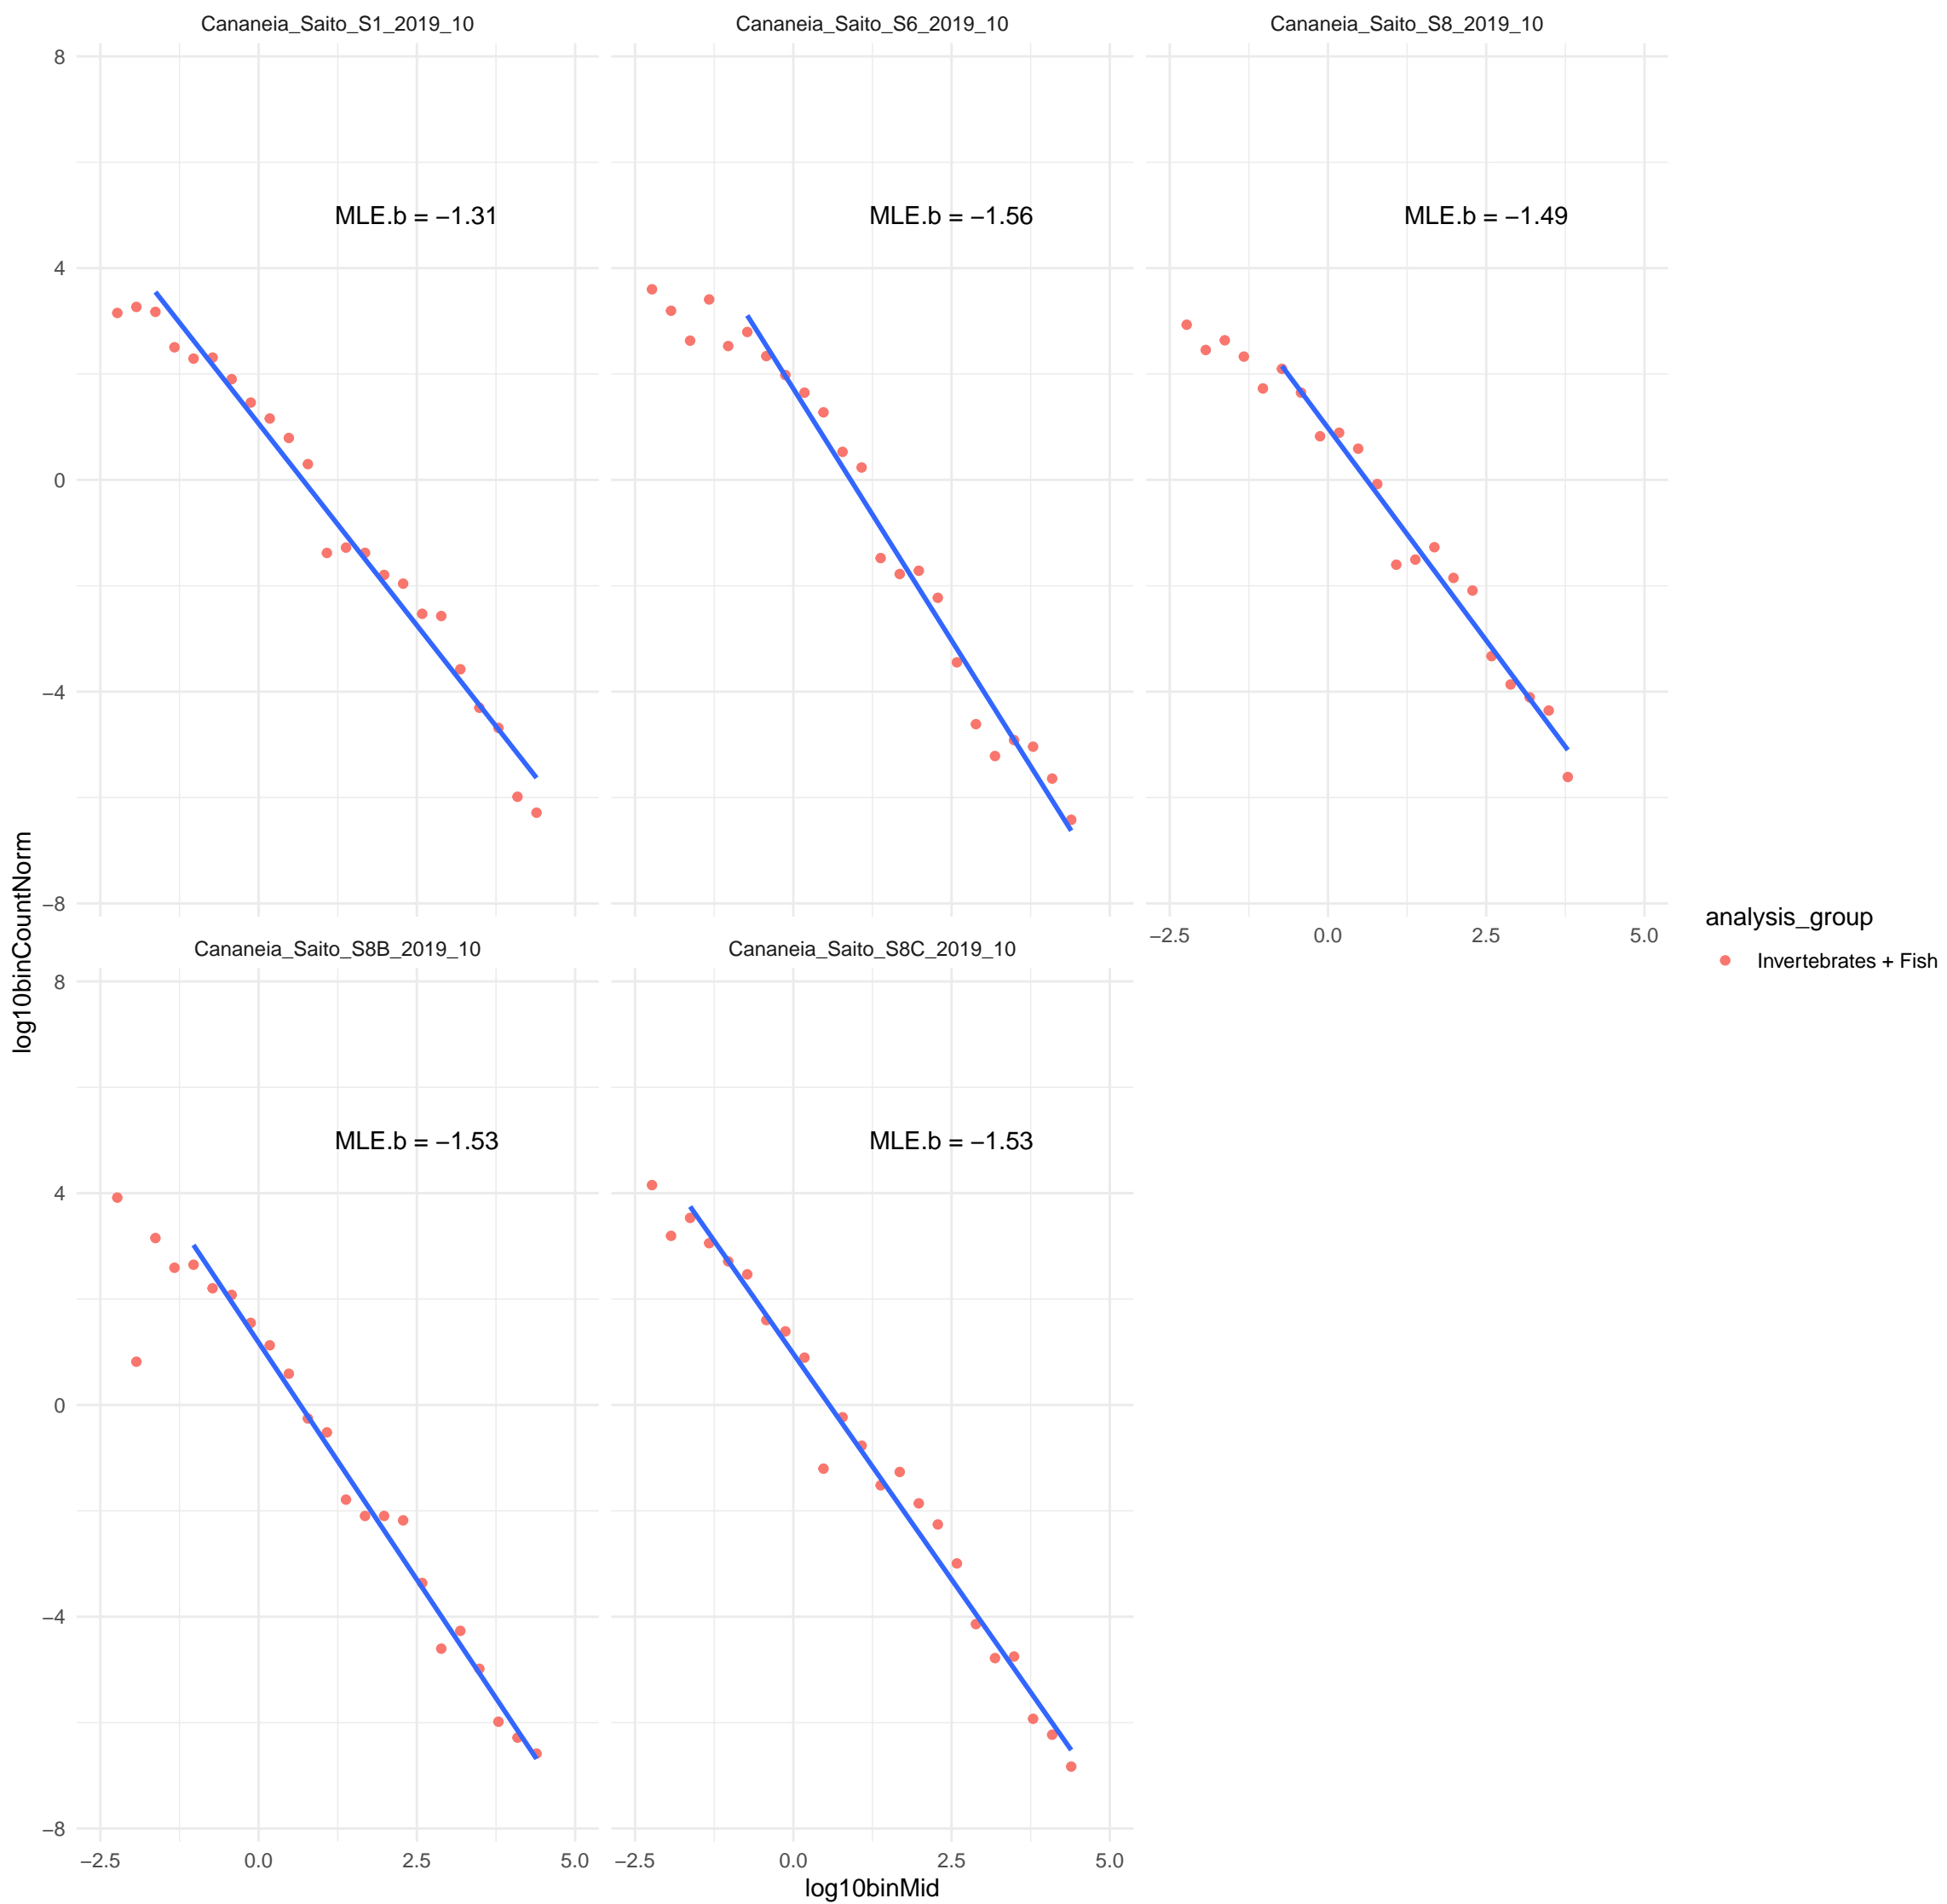 Cananeia_Saito_S1_2019_10
Cananeia_Saito_S6_2019_10
Cananeia_Saito_S8_2019_10
8
4
0
−4
−8
MLE.b = −1.31
MLE.b = −1.56
MLE.b = −1.49
−2.5 0.0 2.5 5.0
Cananeia_Saito_S8B_2019_10
Cananeia_Saito_S8C_2019_10
8
4
0
−4
−8
MLE.b = −1.53
MLE.b = −1.53
−2.5 0.0 2.5 5.0
−2.5 0.0 2.5 5.0
log10binMid
log10binCountNorm
analysis_group
Invertebrates + Fish